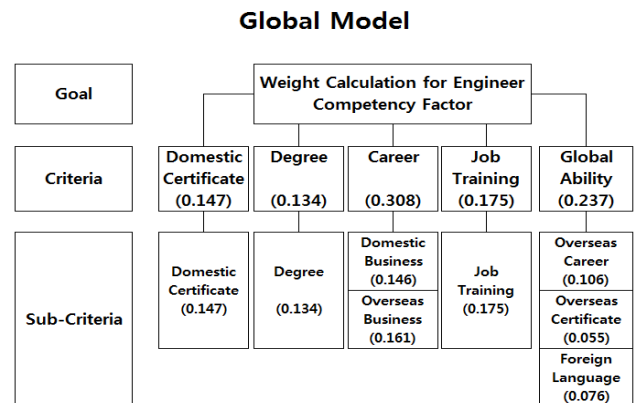 Global Model
Goal
Weight Calculation for Engineer
Competency Factor
Criteria
Domestic
Certificate
(0.147)
Degree
(0.134)
Career
(0.308)
Job
Training
(0.175)
Global
Ability
(0.237)
Sub-Criteria
Domestic
Certificate
(0.147)
Degree
(0.134)
Domestic
Business
(0.146)
Overseas
Business
(0.161)
Job
Training
(0.175)
Overseas
Career
(0.106)
Overseas
Certificate
(0.055)
Foreign
Language
(0.076)